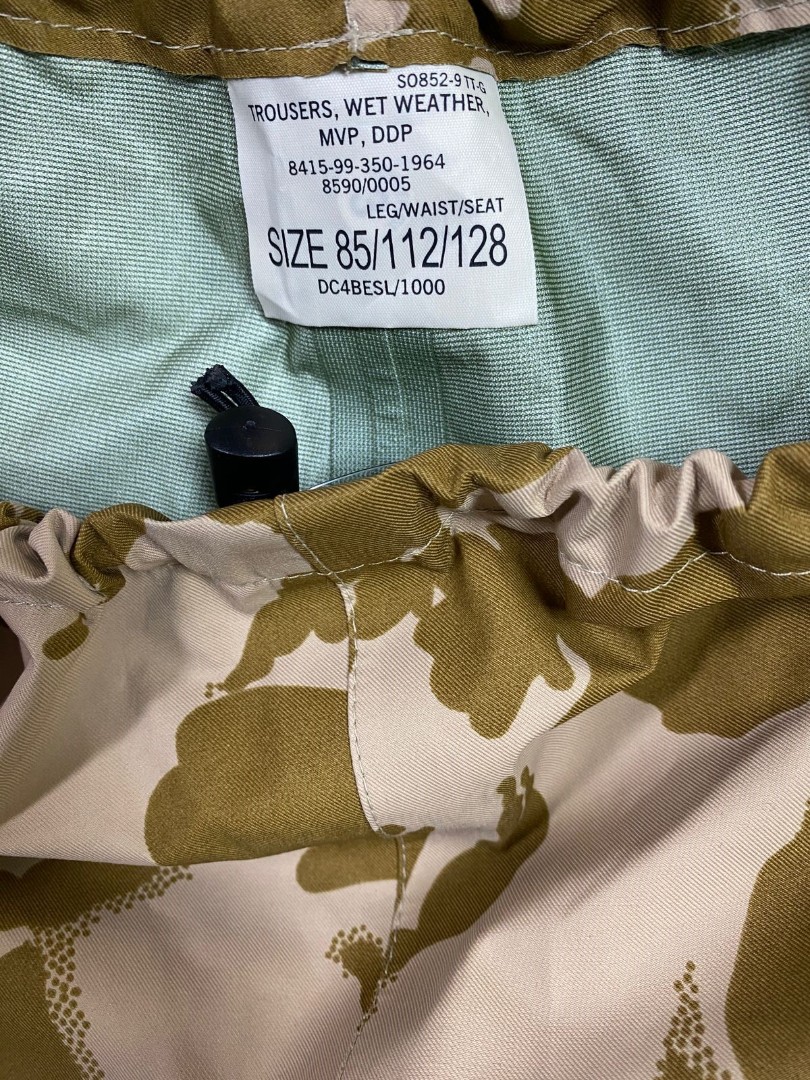 SO852-9 TT-G
TROUSERS, WET WEATHER,
MVP, DDP
8415-99-350-1964
8590/0005
LEG/WAIST/SEAT
SIZE 85/112/128
DC4BESL/1000